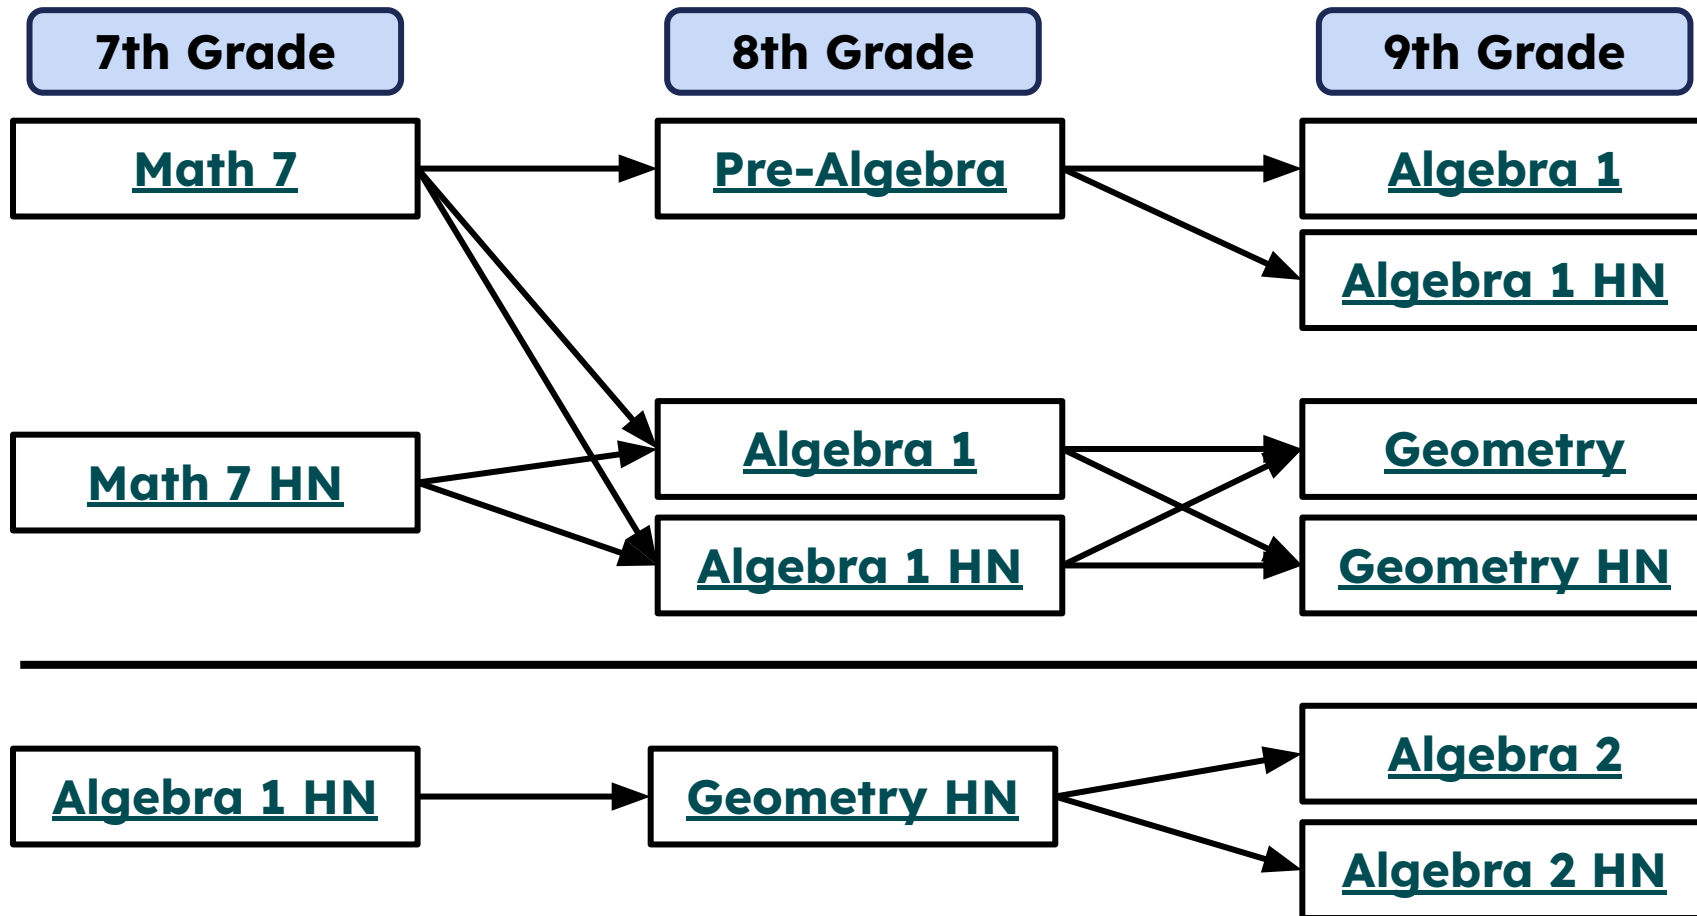 7th Grade
8th Grade
9th Grade
Math 7
Pre-Algebra
Algebra 1
Algebra 1 HN
Math 7 HN
Algebra 1
Geometry
Algebra 1 HN
Geometry HN
Algebra 1 HN
Geometry HN
Algebra 2
Algebra 2 HN